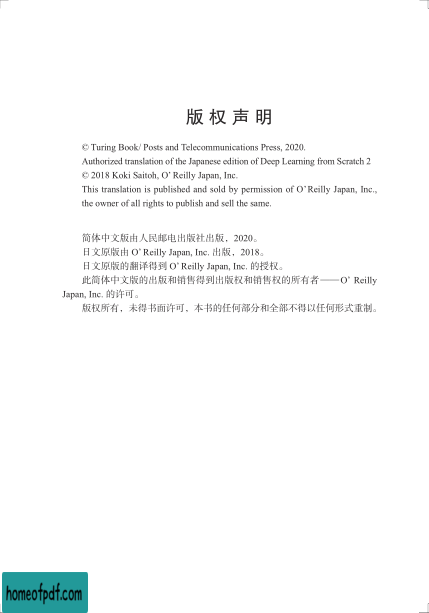 版权声明
© Turing Book/ Posts and Telecommunications Press, 2020.
Authorized translation of the Japanese edition of Deep Learning from Scratch 2
© 2018 Koki Saitoh, O’ Reilly Japan, Inc.
This translation is published and sold by permission of O’Reilly Japan, Inc.,
the owner of all rights to publish and sell the same.
简体中文版由人民邮电出版社出版，2020。
日文原版由 O’ Reilly Japan, Inc. 出版，2018。
日文原版的翻译得到 O’ Reilly Japan, Inc. 的授权。
此简体中文版的出版和销售得到出版权和销售权的所有者——O’ Reilly
Japan, Inc. 的许可。
版权所有，未得书面许可，本书的任何部分和全部不得以任何形式重制。
homeofpdf.com